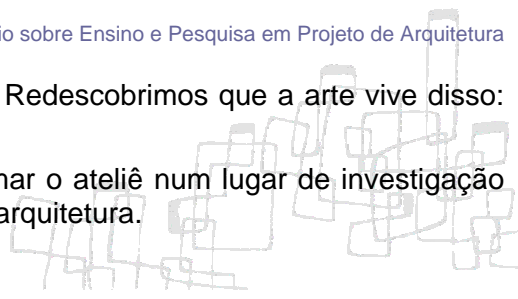 io sobre Ensino e Pesquisa em Projeto de Arquitetura
Redescobrimos que a arte vive disso:
nar o ateliê num lugar de investigação
arquitetura.